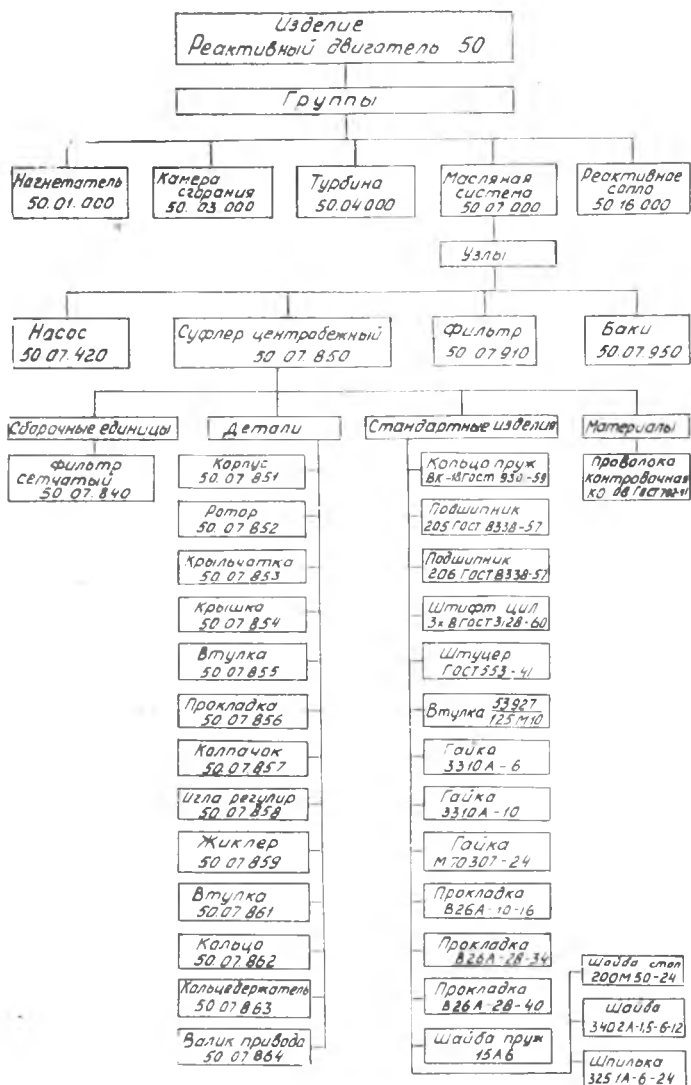 Изделие
Реактивный двигатель 50
Группы
Нагнетатель
50.01.000
Камера
сгорания
50.03.000
Турбина
50.04.000
Масляная
система
50.07.000
Реактивное
сопло
50 16 000
Узлы
Насос
50 07.420
Суфлер центробежный
50 07.850
Фильтр
50 07 910
Баки
50.07.950
Сборочные единицы
Детали
Стандартные изделия
Материалы
Фильтр
сетчатый
50 07.840
Корпус
50.07 851
Ротор
50.07 852
Крыльчатка
50.07 853
Крышка
50 07 854
Втулка
50 07 855
Прокладка
50.07 856
Колпачок
50.07.857
Игла регулир
50 07 858
Жиклер
50 07 859
Втулка
50.07 861
Кольцо
50 07.862
Кольцедержатель
50 07 863
Валик привода
50 07 864
Кольцо пруж
ГОСТ 930-59
Подшипник
205 ГОСТ 8338-57
Подшипник
206 ГОСТ 8338-57
Штифт цил
3х8 ГОСТ 3128-60
Штуцер
ГОСТ 553-41
Втулка 53927
125 М10
Гайка
3310А-6
Гайка
3310А-10
Гайка
М70307-24
Прокладка
В26А-10-16
Прокладка
В26А-28-34
Прокладка
В26А-28-40
Шайба пруж
15А6
Проволока
контровочная
КО 08 ГОСТ
Шайба стоп
200М50-24
Шайба
3402А-1,5-6-12
Шпилька
3251А-6-24